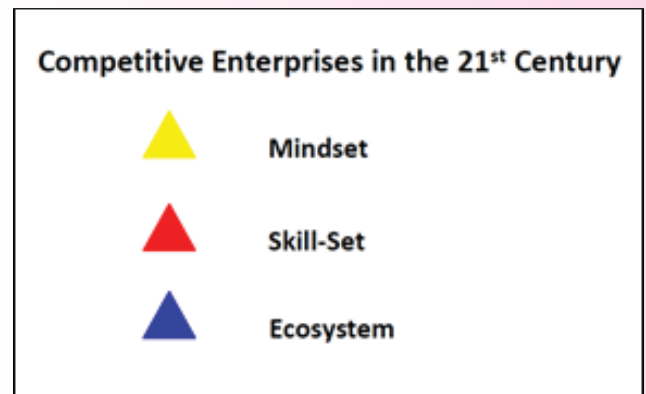 Competitive Enterprises in the 21st Century
Mindset
Skill-Set
Ecosystem